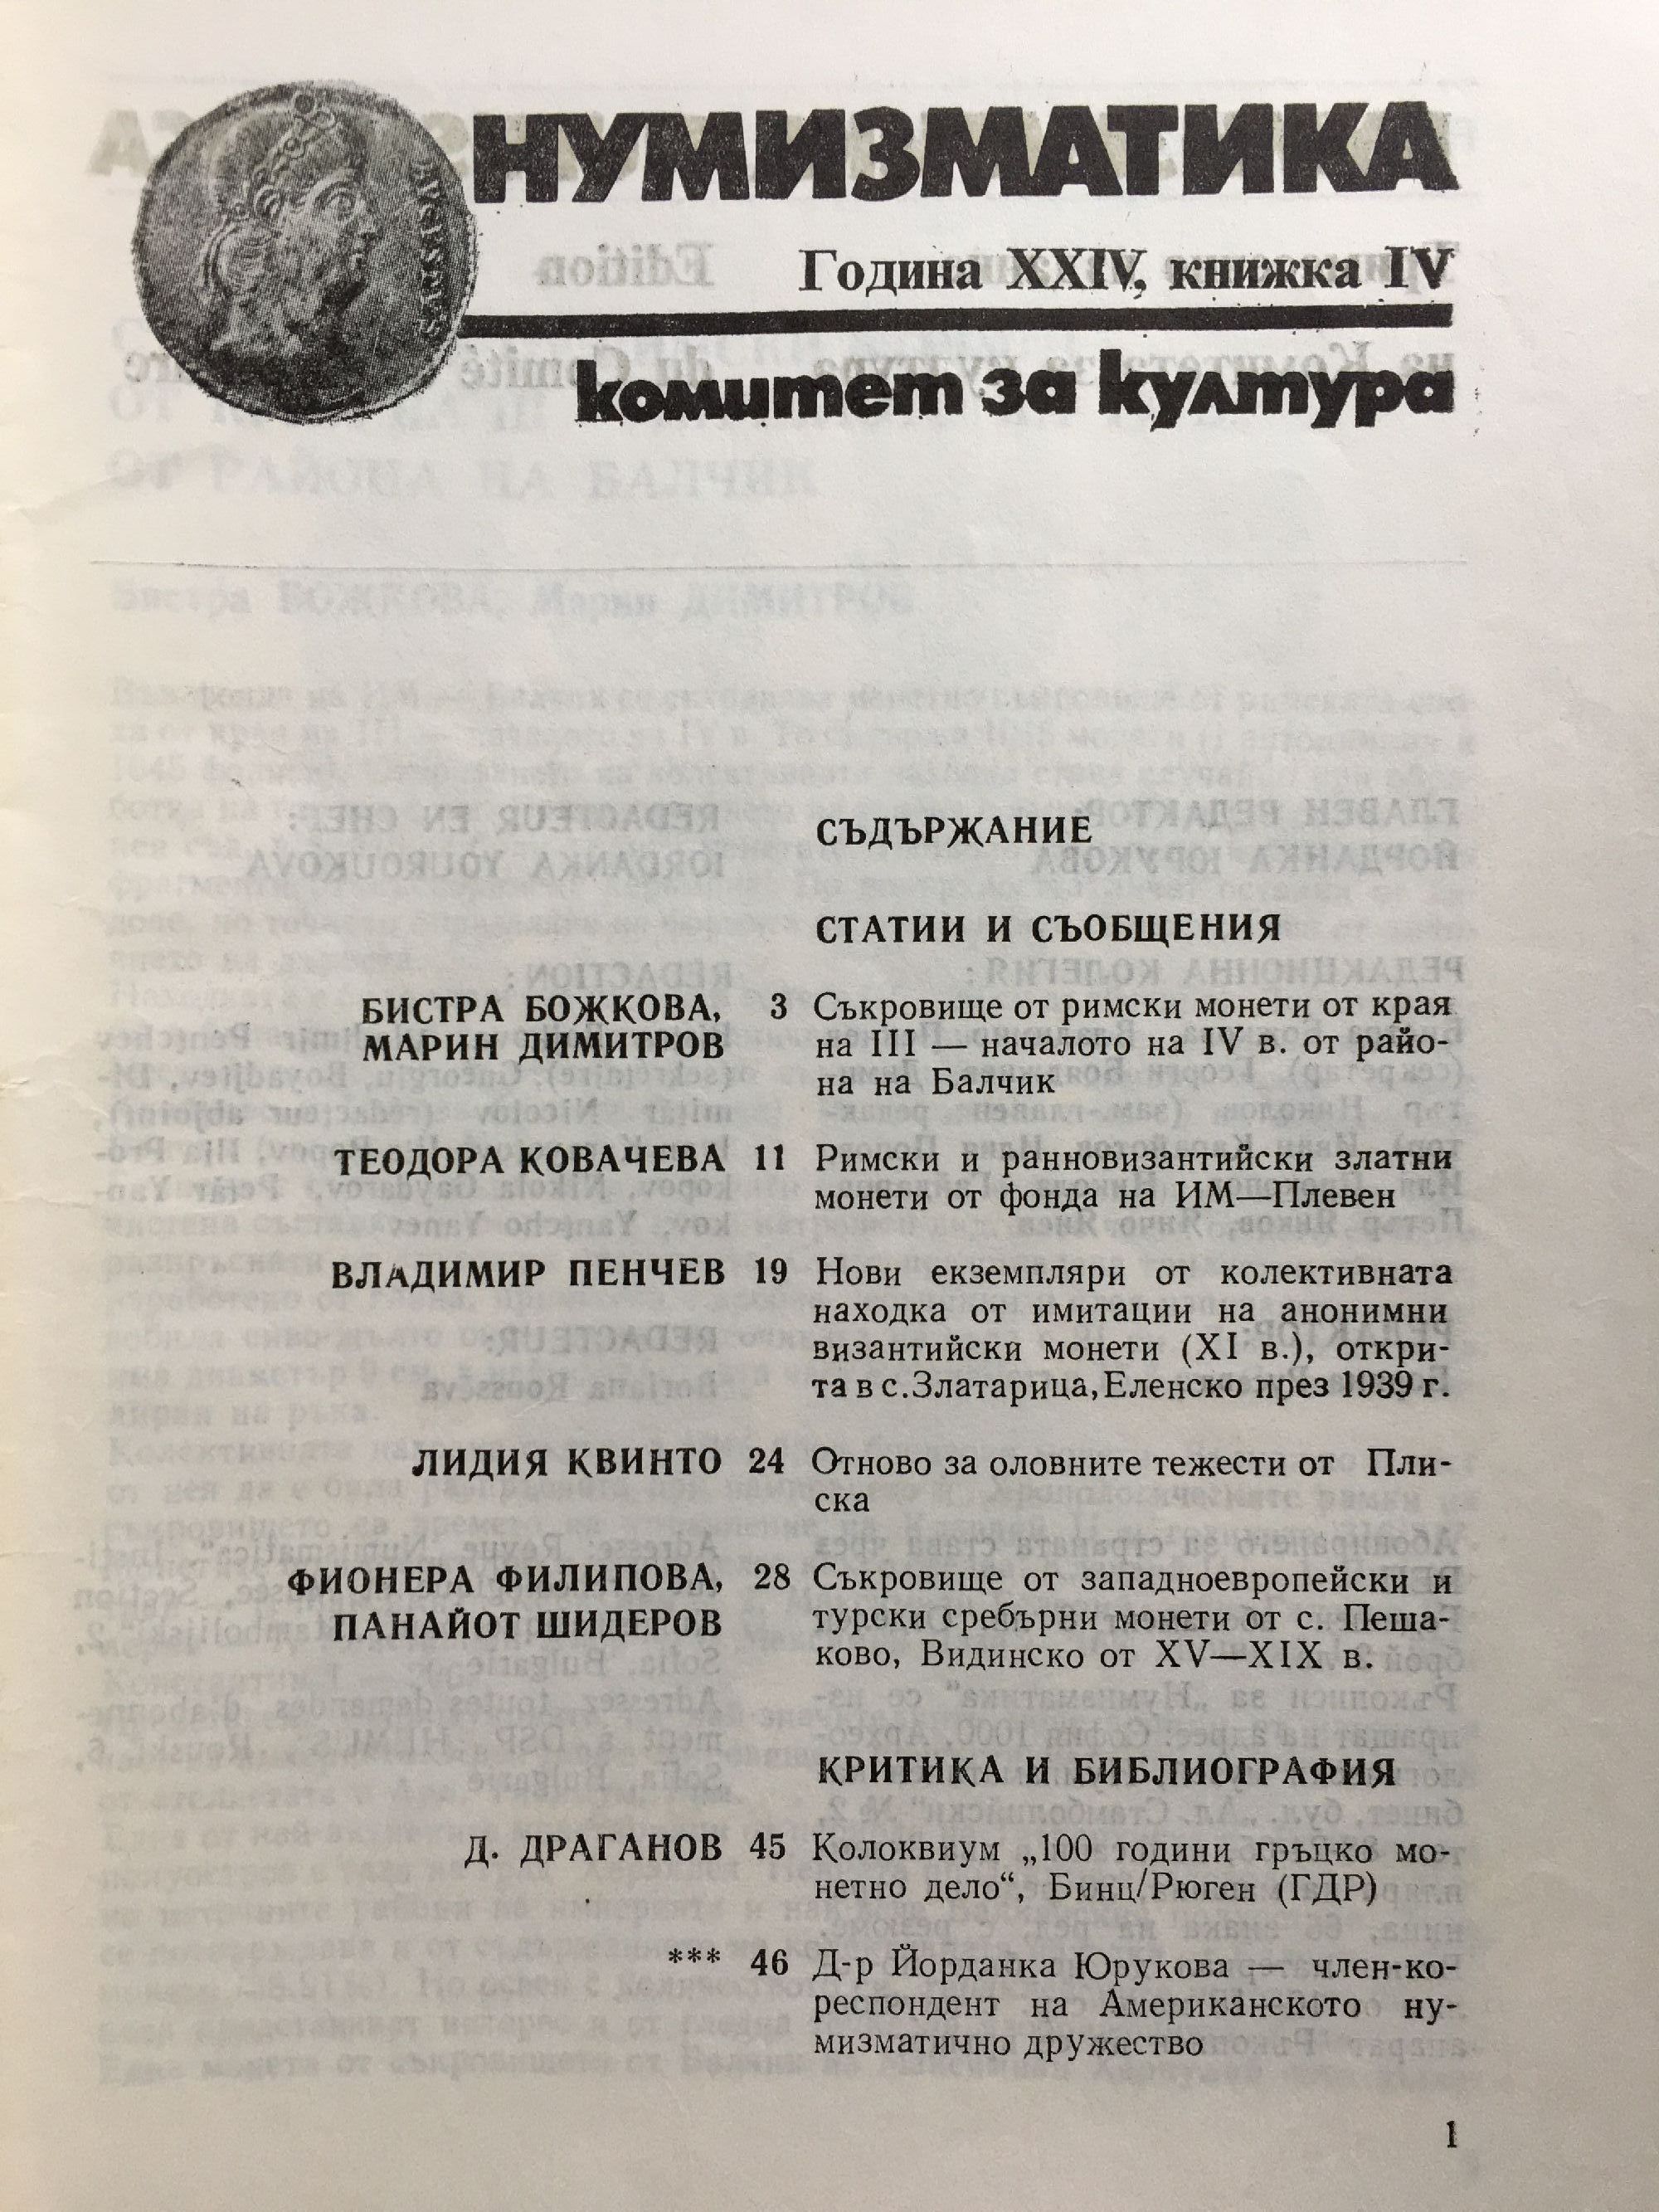 НУМИЗМАТИКА
Година XXIV, книжка IV
комитет за култура
СЪДЪРЖАНИЕ
СТАТИИ И СЪОБЩЕНИЯ
БИСТРА БОЖКОВА, 3 Съкровище от римски монети от края
МАРИН ДИМИТРОВ на III — началото на IV в. от райо-
на на Балчик
ТЕОДОРА КОВАЧЕВА 11 Римски и ранновизантийски златни
монети от фонда на ИМ—Плевен
ВЛАДИМИР ПЕНЧЕВ 19 Нови екземпляри от колективната
находка от имитации на анонимни
византийски монети (XI в.), откри-
та в с. Златарица, Еленско през 1939 г.
ЛИДИЯ КВИНТО 24 Отново за оловните тежести от Пли-
ска
ФИОНЕРА ФИЛИПОВА, 28 Съкровище от западноевропейски и
ПАНАЙОТ ШИДЕРОВ турски сребърни монети от с. Пеша-
ково, Видинско от XV—XIX в.
КРИТИКА И БИБЛИОГРАФИЯ
Д. ДРАГАНОВ 45 Колоквиум „100 години гръцко мо-
нетно дело“, Бинц/Рюген (ГДР)
*** 46 Д-р Йорданка Юрукова — член-ко-
респондент на Американското ну-
мизматично дружество
1